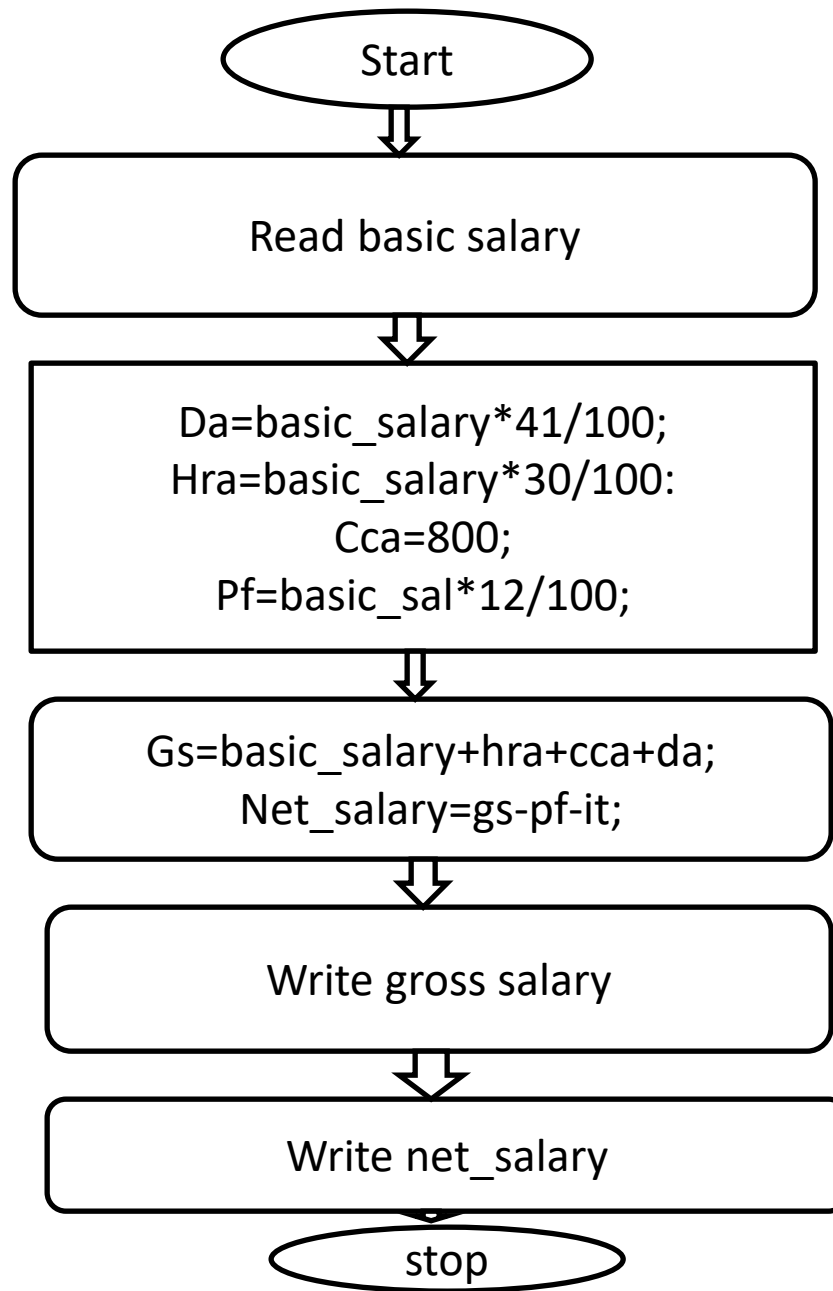 Start
Read basic salary
Da=basic_salary*41/100;
Hra=basic_salary*30/100:
Cca=800;
Pf=basic_sal*12/100;
Gs=basic_salary+hra+cca+da;
Net_salary=gs-pf-it;
Write gross salary
Write net_salary
stop